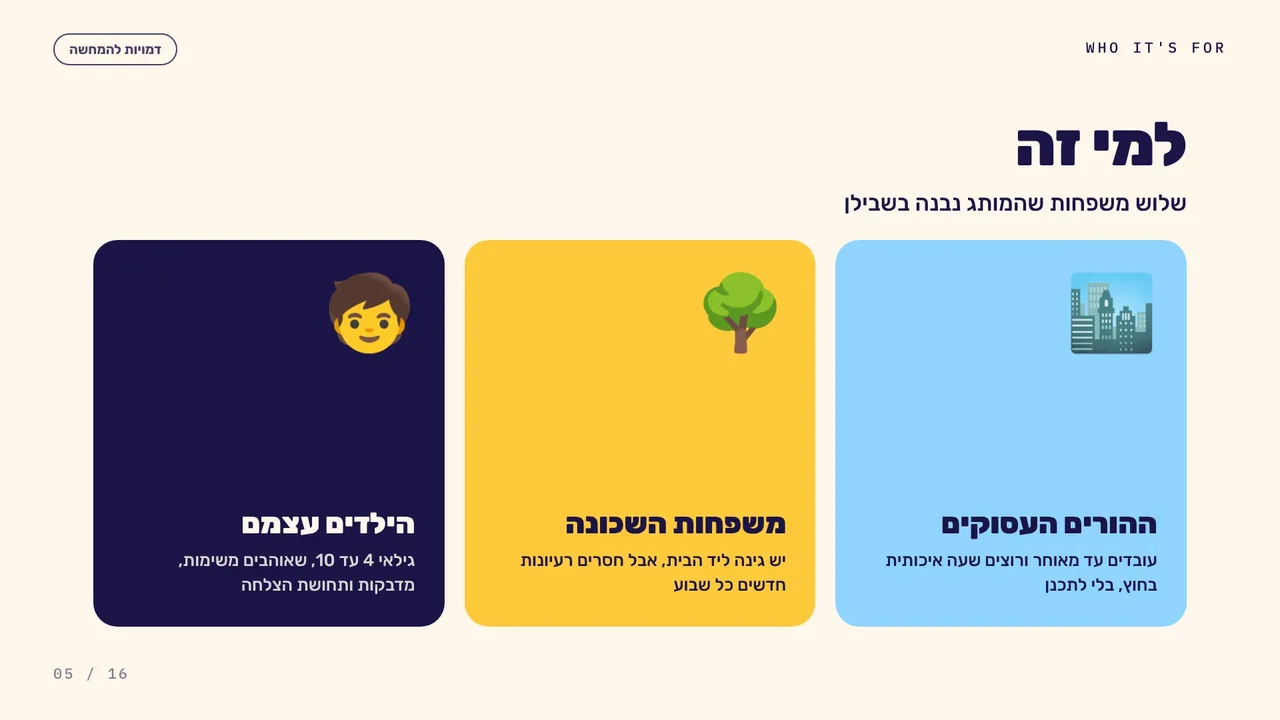 WHO IT'S FOR
דמויות להמחשה
למי זה
שלוש משפחות שהמותג נבנה בשבילן
ההורים העסוקים
עובדים עד מאוחר ורוצים שעה איכותית
בחוץ, בלי לתכנן
משפחות השכונה
יש גינה ליד הבית, אבל חסרים רעיונות
חדשים כל שבוע
הילדים עצמם
גילאי 4 עד 10, שאוהבים משימות,
מדבקות ותחושת הצלחה
05 / 16